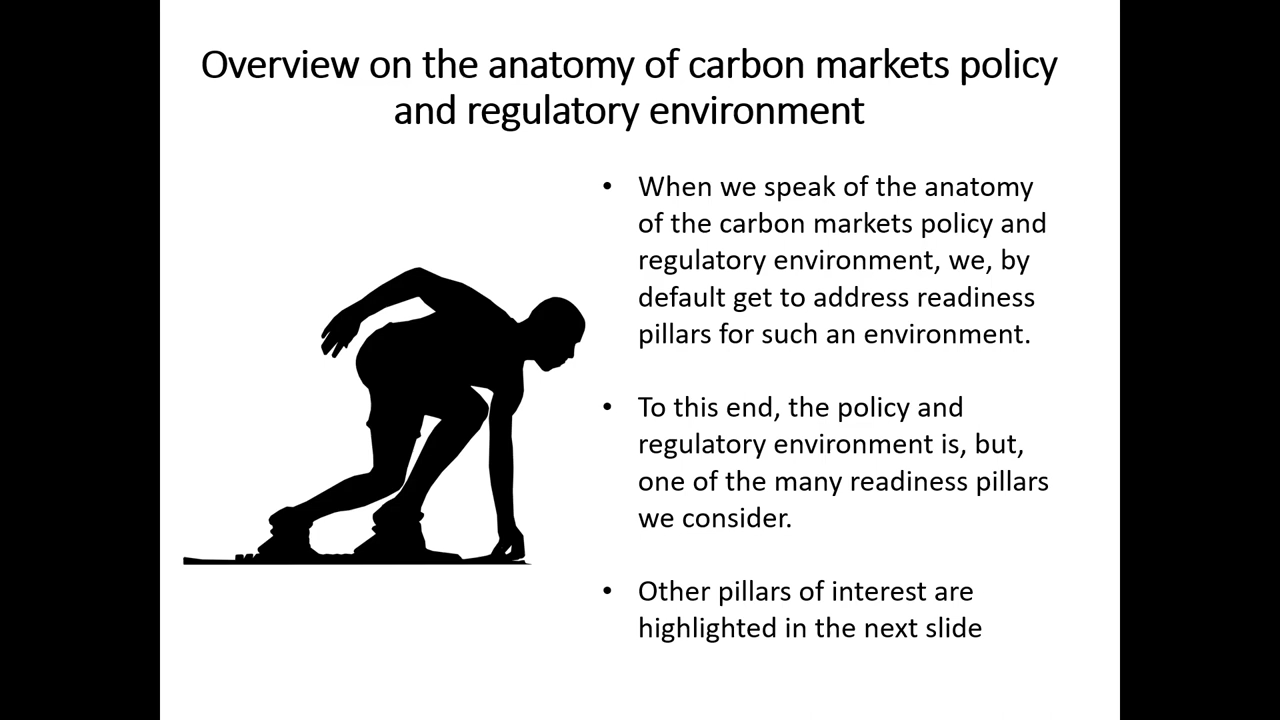 Overview on the anatomy of carbon markets policy
and regulatory environment
• When we speak of the anatomy
of the carbon markets policy and
regulatory environment, we, by
default get to address readiness
pillars for such an environment.
• To this end, the policy and
regulatory environment is, but,
one of the many readiness pillars
we consider.
• Other pillars of interest are
highlighted in the next slide